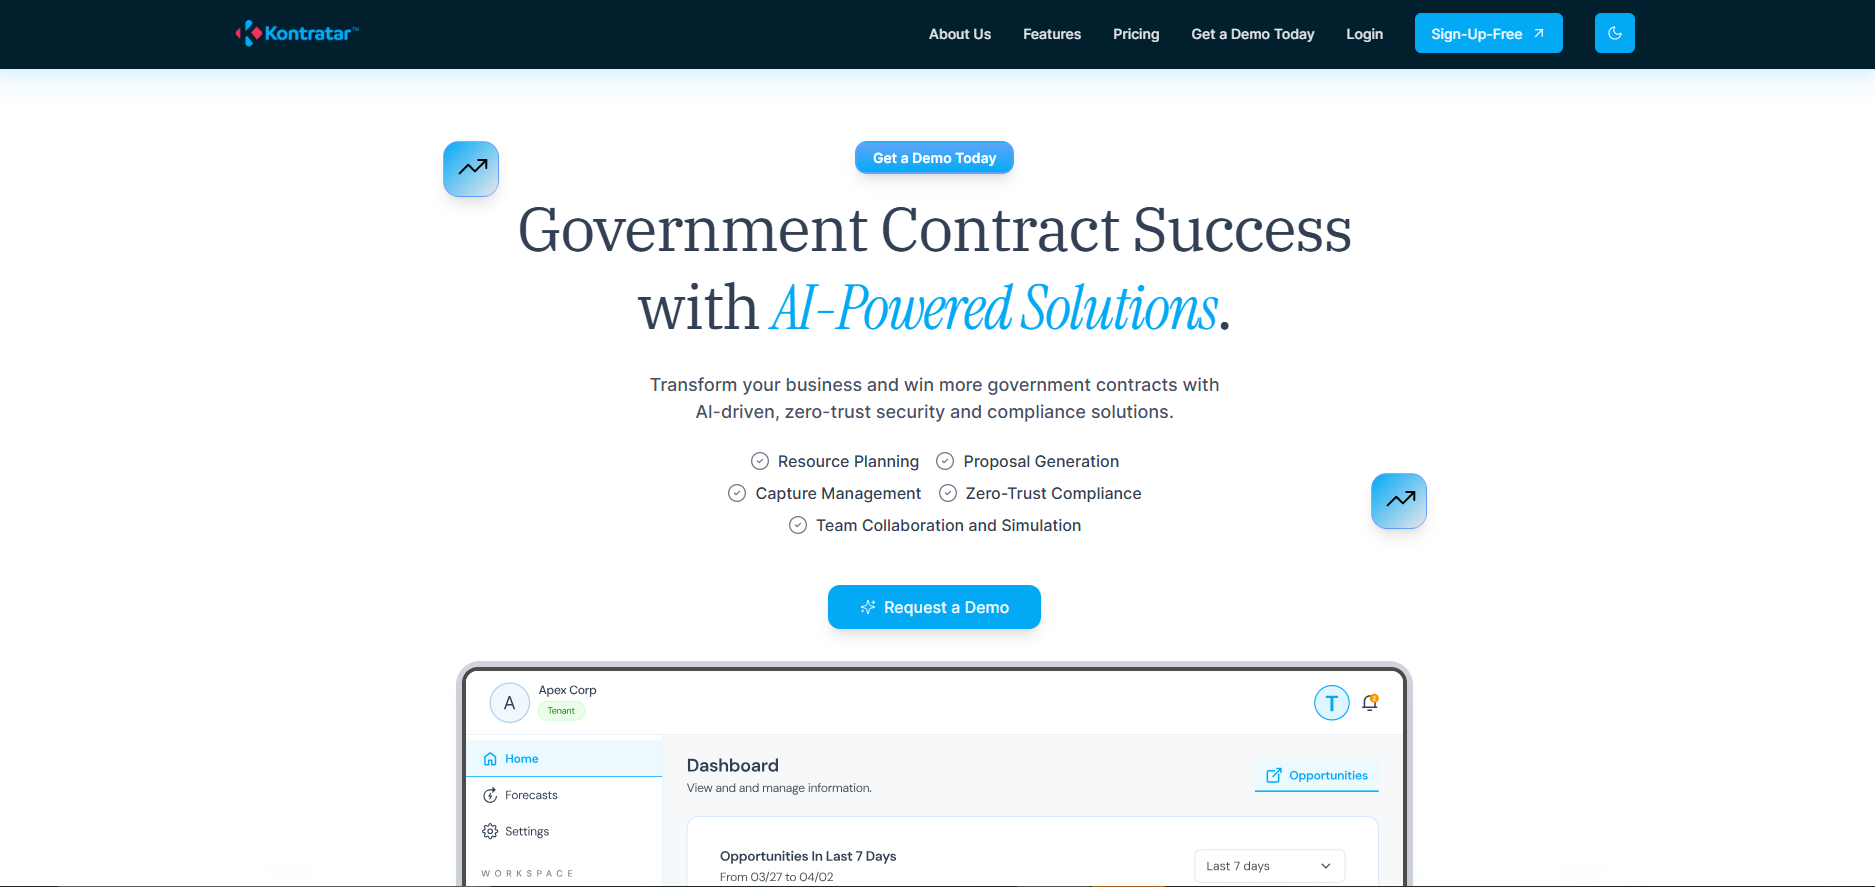 Kontratar™
About Us Features Pricing Get a Demo Today Login Sign-Up-Free
Get a Demo Today
Government Contract Success
with AI-Powered Solutions.
Transform your business and win more government contracts with
AI-driven, zero-trust security and compliance solutions.
Resource Planning Proposal Generation
Capture Management Zero-Trust Compliance
Team Collaboration and Simulation
Request a Demo
A Apex Corp
Tenant
T
Home
Forecasts
Settings
WORKSPACE
Dashboard
View and and manage information.
Opportunities
Opportunities In Last 7 Days
From 03/27 to 04/02
Last 7 days